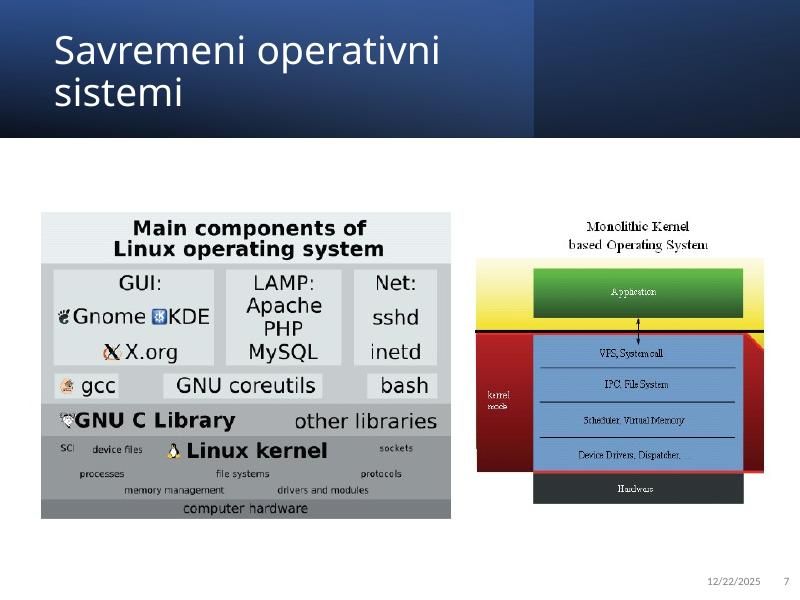 Savremeni operativni
sistemi
Main components of
Linux operating system
GUI:
Gnome KDE
X.org
LAMP:
Apache
PHP
MySQL
Net:
sshd
inetd
gcc
GNU coreutils
bash
GNU C Library
other libraries
SCI device files Linux kernel sockets
processes file systems protocols
memory management drivers and modules
computer hardware
Monolithic Kernel
based Operating System
Application
VFS, System call
IPC, File System
kernel
mode
Scheduler, Virtual Memory
Device Drivers, Dispatcher, ...
Hardware
12/22/2025 7